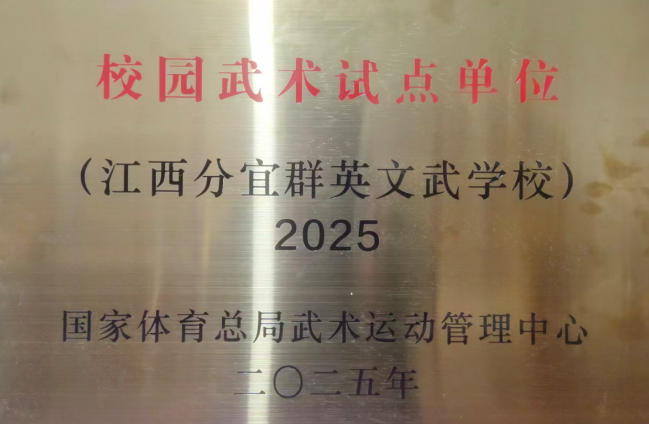 校园武术试点单位
（江西分宜群英文武学校）
2025
国家体育总局武术运动管理中心
二〇二五年